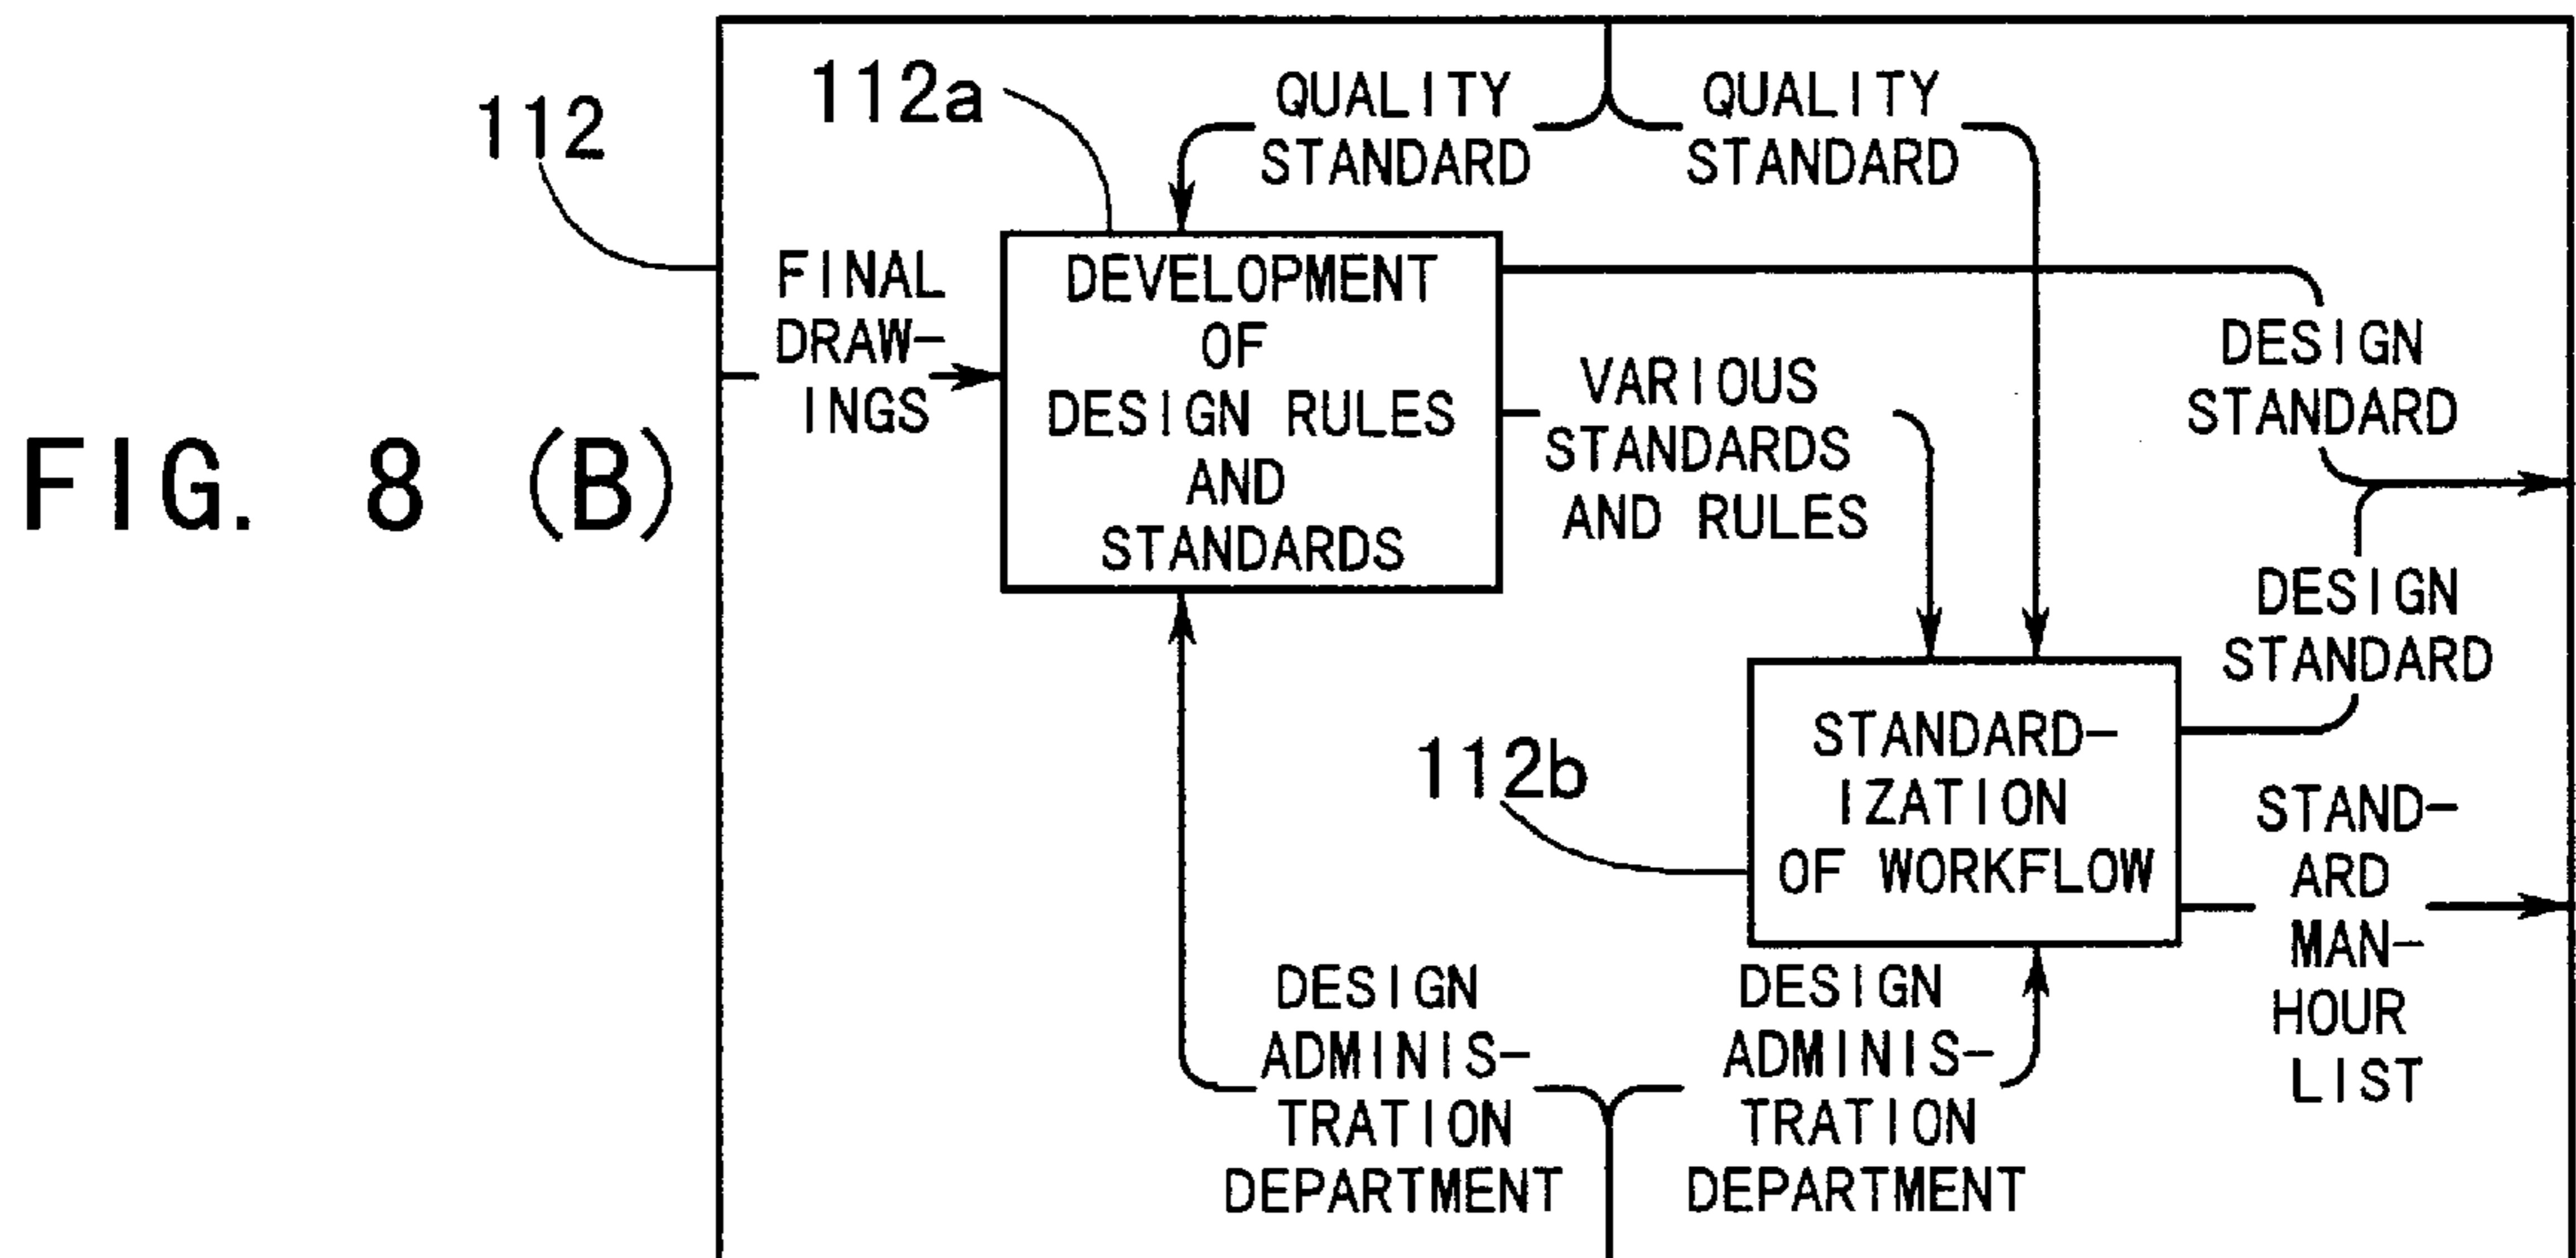 FIG. 8 (B)
112
112a
QUALITY
STANDARD
QUALITY
STANDARD
FINAL
DRAW-
INGS
DEVELOPMENT
OF
DESIGN RULES
AND
STANDARDS
VARIOUS
STANDARDS
AND RULES
DESIGN
STANDARD
DESIGN
STANDARD
112b
STANDARD-
IZATION
OF WORKFLOW
STAND-
ARD
MAN-
HOUR
LIST
DESIGN
ADMINIS-
TRATION
DEPARTMENT
DESIGN
ADMINIS-
TRATION
DEPARTMENT